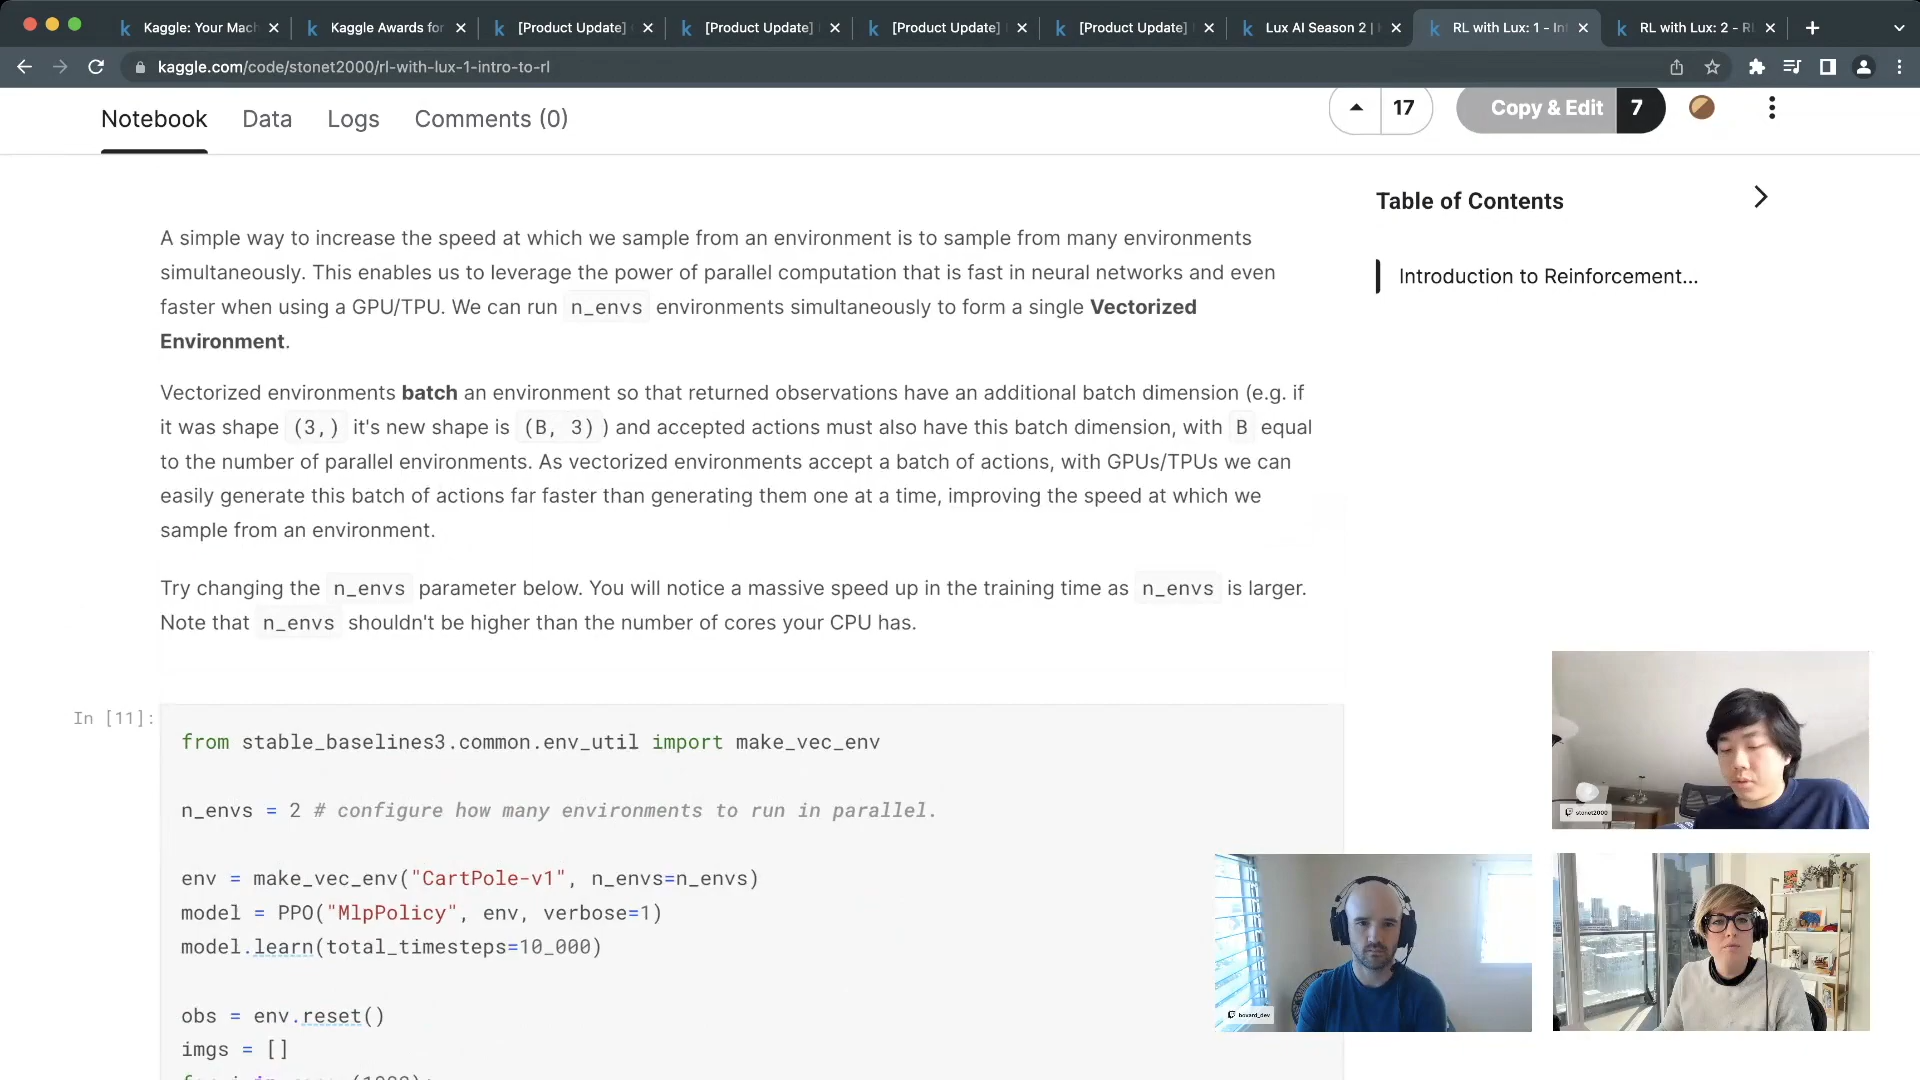 Kaggle: Your Mach
Kaggle Awards for
[Product Update]
[Product Update]
[Product Update]
[Product Update]
Lux AI Season 2 |
RL with Lux: 1 - In
RL with Lux: 2 - R
kaggle.com/code/stonet2000/rl-with-lux-1-intro-to-rl
Notebook Data Logs Comments (0)
17 Copy & Edit 7
Table of Contents
Introduction to Reinforcement...
A simple way to increase the speed at which we sample from an environment is to sample from many environments
simultaneously. This enables us to leverage the power of parallel computation that is fast in neural networks and even
faster when using a GPU/TPU. We can run n_envs environments simultaneously to form a single Vectorized
Environment.
Vectorized environments batch an environment so that returned observations have an additional batch dimension (e.g. if
it was shape (3,) it's new shape is (B, 3) ) and accepted actions must also have this batch dimension, with B equal
to the number of parallel environments. As vectorized environments accept a batch of actions, with GPUs/TPUs we can
easily generate this batch of actions far faster than generating them one at a time, improving the speed at which we
sample from an environment.
Try changing the n_envs parameter below. You will notice a massive speed up in the training time as n_envs is larger.
Note that n_envs shouldn't be higher than the number of cores your CPU has.
In [11]:
from stable_baselines3.common.env_util import make_vec_env
n_envs = 2 # configure how many environments to run in parallel.
env = make_vec_env("CartPole-v1", n_envs=n_envs)
model = PPO("MlpPolicy", env, verbose=1)
model.learn(total_timesteps=10_000)
obs = env.reset()
imgs = []
stonet2000
bovard_dev